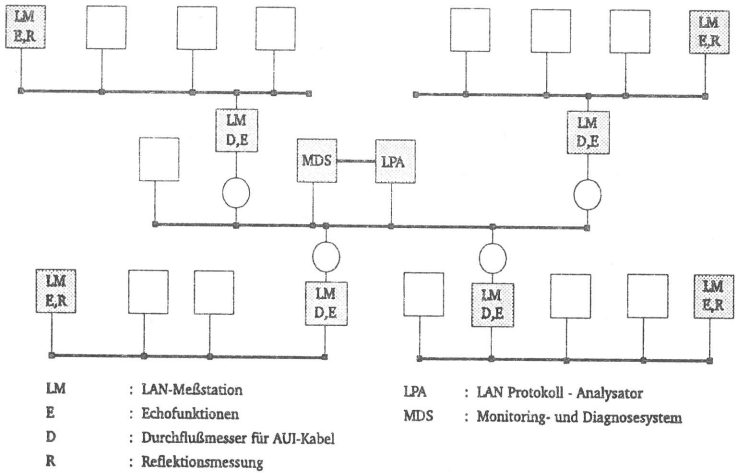 LM
E,R
LM
E,R
LM
D,E
LM
D,E
MDS
LPA
LM
E,R
LM
D,E
LM
D,E
LM
E,R
LM : LAN-Meßstation
E : Echofunktionen
D : Durchflußmesser für AUI-Kabel
R : Reflektionsmessung
LPA : LAN Protokoll - Analysator
MDS : Monitoring- und Diagnosesystem